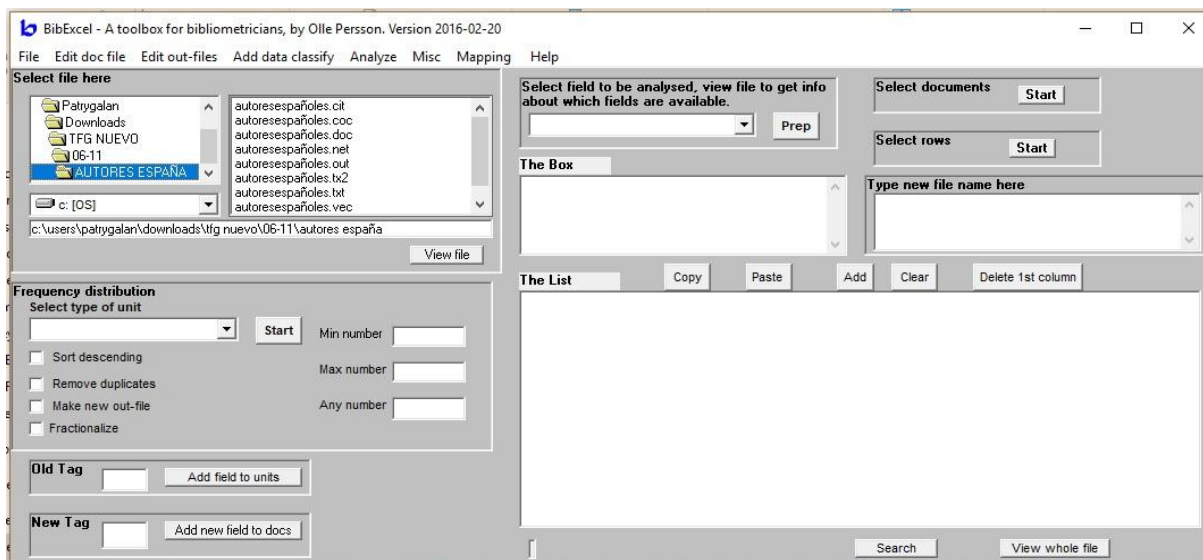 BibExcel - A toolbox for bibliometricians, by Olle Persson. Version 2016-02-20
File Edit doc file Edit out-files Add data classify Analyze Misc Mapping Help
Select file here
Patrygalan
Downloads
TFG NUEVO
06-11
AUTORES ESPAÑA
c: [OS]
autoresespañoles.cit
autoresespañoles.coc
autoresespañoles.doc
autoresespañoles.net
autoresespañoles.out
autoresespañoles.tx2
autoresespañoles.txt
autoresespañoles.vec
c:\users\patrygalan\downloads\tfg nuevo\06-11\autores españa
View file
Select field to be analysed, view file to get info
about which fields are available.
Prep
Select documents Start
Select rows Start
The Box
Type new file name here
Frequency distribution
Select type of unit
Start
Sort descending
Remove duplicates
Make new out-file
Fractionalize
Min number
Max number
Any number
Old Tag Add field to units
New Tag Add new field to docs
The List Copy Paste Add Clear Delete 1st column
Search View whole file